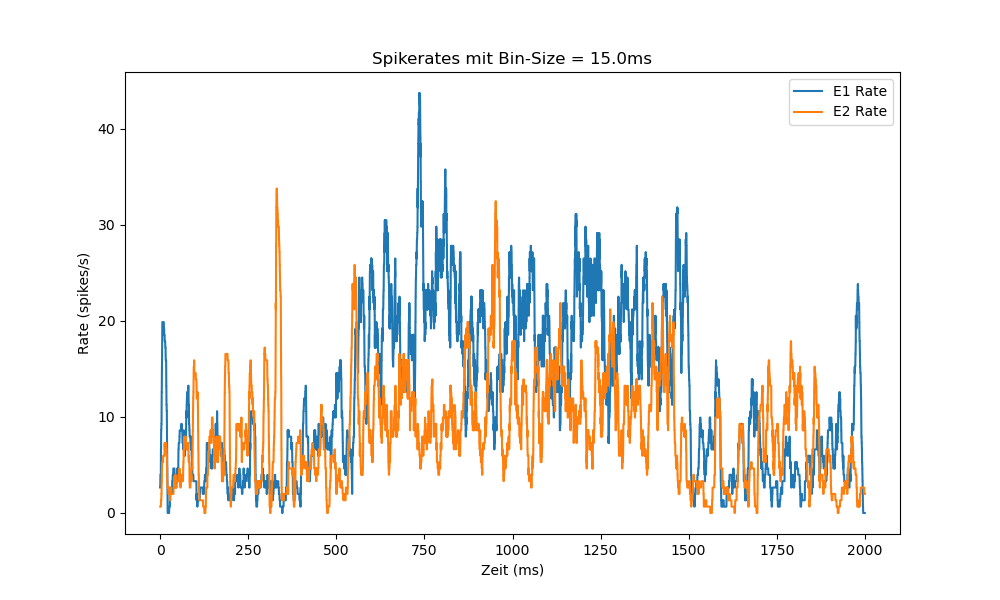 Spikerates mit Bin-Size = 15.0ms
E1 Rate
E2 Rate
Rate (spikes/s)
40
30
20
10
0
0 250 500 750 1000 1250 1500 1750 2000
Zeit (ms)